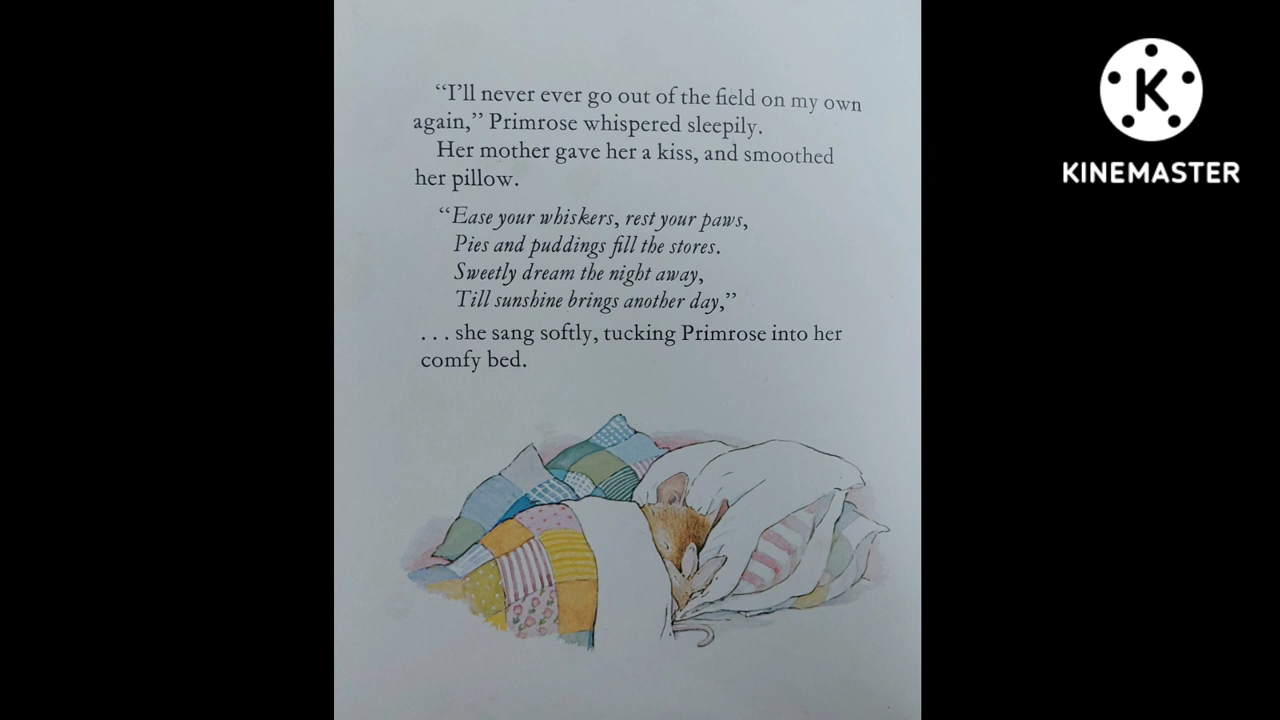 “I’ll never ever go out of the field on my own
again,” Primrose whispered sleepily.
Her mother gave her a kiss, and smoothed
her pillow.
“Ease your whiskers, rest your paws,
Pies and puddings fill the stores.
Sweetly dream the night away,
Till sunshine brings another day,”
. . . she sang softly, tucking Primrose into her
comfy bed.
K
KINEMASTER